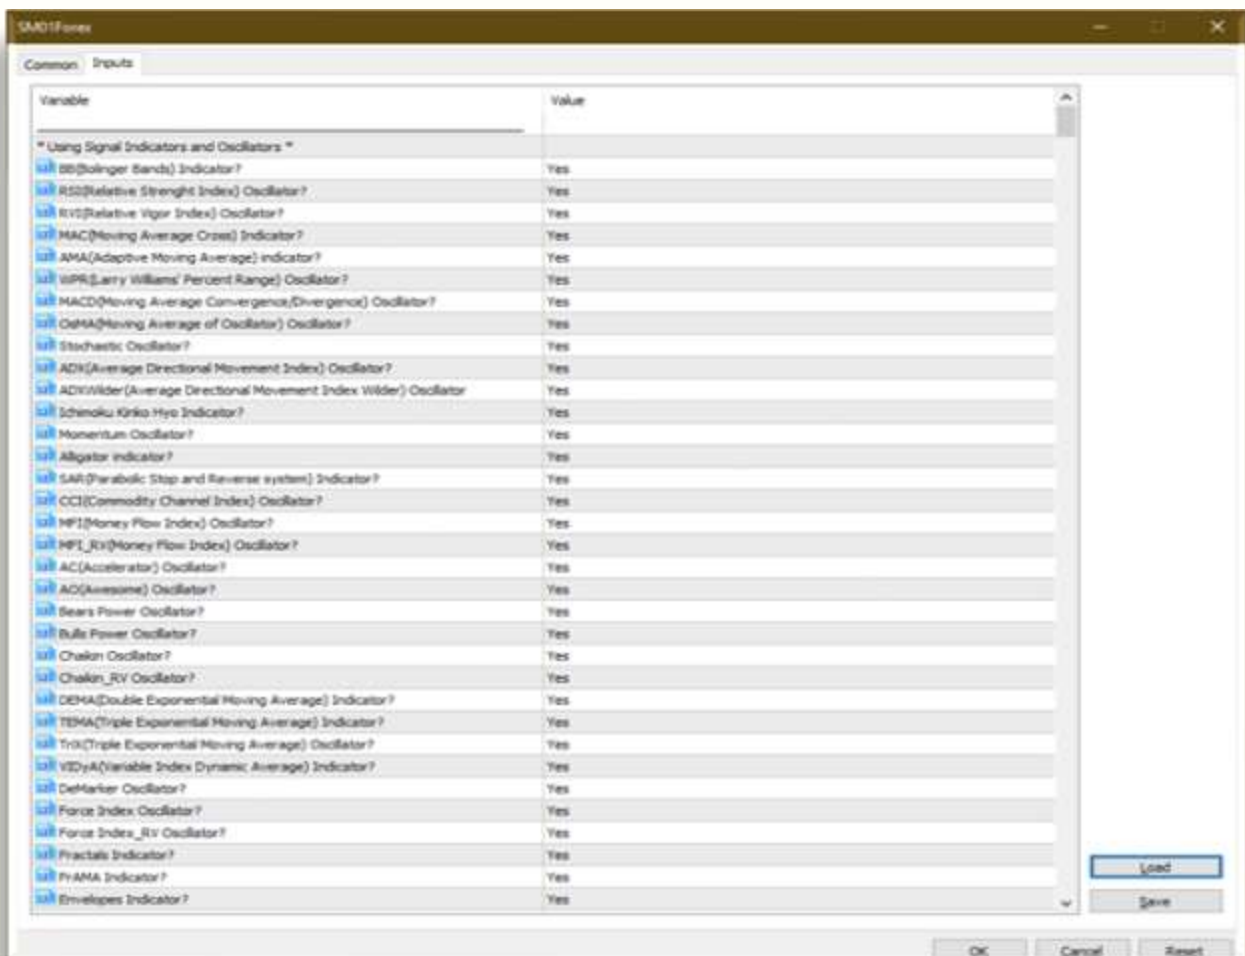 SM01Forex
Common Inputs
Variable Value
* Using Signal Indicators and Oscillators *
BB(Bolinger Bands) Indicator? Yes
RSI(Relative Strenght Index) Oscillator? Yes
RVI(Relative Vigor Index) Oscillator? Yes
MAC(Moving Average Cross) Indicator? Yes
AMA(Adaptive Moving Average) indicator? Yes
WPR(Larry Williams' Percent Range) Oscillator? Yes
MACD(Moving Average Convergence/Divergence) Oscillator? Yes
OsMA(Moving Average of Oscillator) Oscillator? Yes
Stochastic Oscillator? Yes
ADX(Average Directional Movement Index) Oscillator? Yes
ADXWilder(Average Directional Movement Index Wilder) Oscillator Yes
Ichimoku Kinko Hyo Indicator? Yes
Momentum Oscillator? Yes
Alligator indicator? Yes
SAR(Parabolic Stop and Reverse system) Indicator? Yes
CCI(Commodity Channel Index) Oscillator? Yes
MFI(Money Flow Index) Oscillator? Yes
MFI_RV(Money Flow Index) Oscillator? Yes
AC(Accelerator) Oscillator? Yes
AO(Awesome) Oscillator? Yes
Bears Power Oscillator? Yes
Bulls Power Oscillator? Yes
Chaikin Oscillator? Yes
Chaikin_RV Oscillator? Yes
DEMA(Double Exponential Moving Average) Indicator? Yes
TEMA(Triple Exponential Moving Average) Indicator? Yes
TriX(Triple Exponential Moving Average) Oscillator? Yes
VIDyA(Variable Index Dynamic Average) Indicator? Yes
DeMarker Oscillator? Yes
Force Index Oscillator? Yes
Force Index_RV Oscillator? Yes
Fractals Indicator? Yes
FrAMA Indicator? Yes
Envelopes Indicator? Yes
Load
Save
OK Cancel Reset